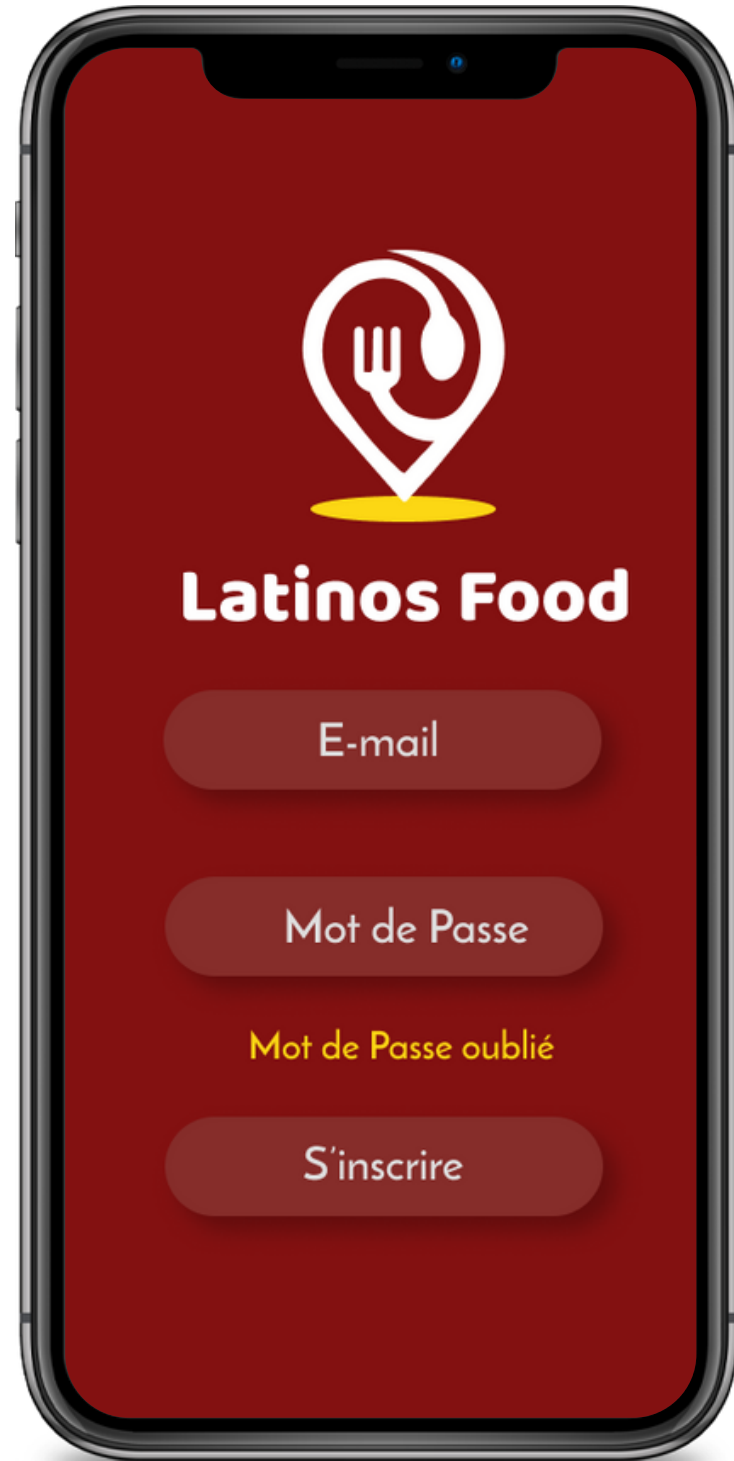 Latinos Food
E-mail
Mot de Passe
Mot de Passe oublié
S'inscrire